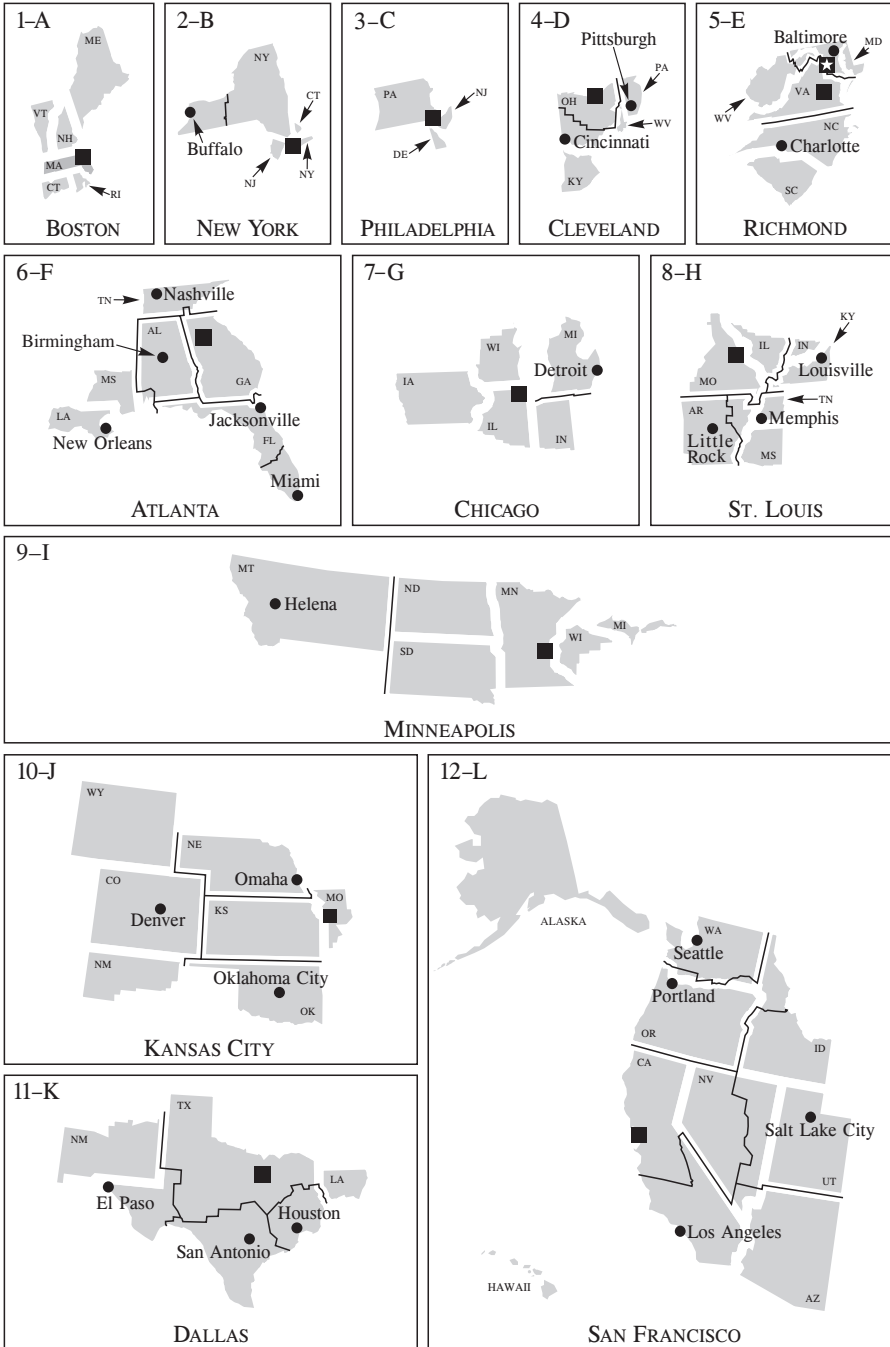 1–A
ME
VT
NH
MA
CT
RI
BOSTON
2–B
NY
CT
Buffalo
NJ
NY
NEW YORK
3–C
PA
NJ
DE
PHILADELPHIA
4–D
Pittsburgh
PA
OH
WV
Cincinnati
KY
CLEVELAND
5–E
Baltimore
MD
VA
WV
NC
Charlotte
SC
RICHMOND
6–F
TN
Nashville
AL
Birmingham
MS
GA
LA
Jacksonville
New Orleans
FL
Miami
ATLANTA
7–G
MI
WI
Detroit
IA
IL
IN
CHICAGO
8–H
KY
IL
IN
Louisville
MO
TN
AR
Memphis
Little
Rock
MS
ST. LOUIS
9–I
MT
ND
MN
Helena
MI
WI
SD
MINNEAPOLIS
10–J
WY
NE
Omaha
CO
MO
KS
Denver
NM
Oklahoma City
OK
KANSAS CITY
11–K
TX
NM
LA
El Paso
Houston
San Antonio
DALLAS
12–L
ALASKA
WA
Seattle
Portland
OR
ID
CA
NV
Salt Lake City
UT
Los Angeles
HAWAII
AZ
SAN FRANCISCO